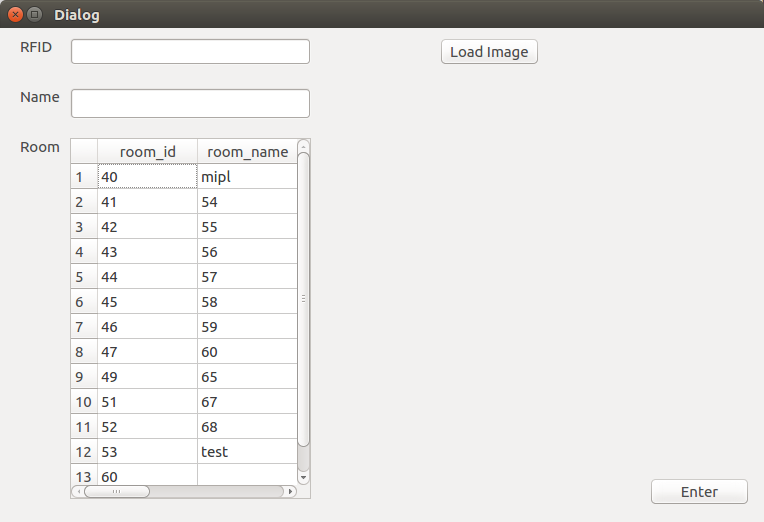 Dialog
RFID
Load Image
Name
Room
room_id room_name
1 40 mipl
2 41 54
3 42 55
4 43 56
5 44 57
6 45 58
7 46 59
8 47 60
9 49 65
10 51 67
11 52 68
12 53 test
13 60
Enter